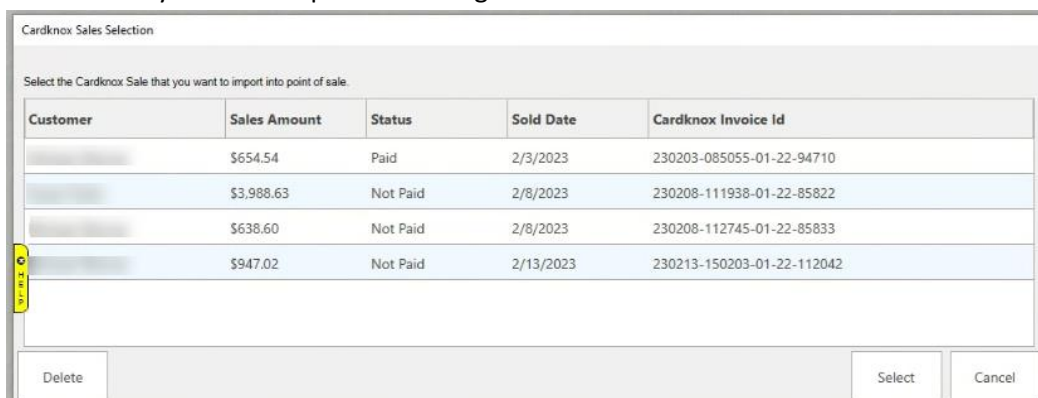 Cardknox Sales Selection
Select the Cardknox Sale that you want to import into point of sale.
Customer Sales Amount Status Sold Date Cardknox Invoice Id
$654.54 Paid 2/3/2023 230203-085055-01-22-94710
$3,988.63 Not Paid 2/8/2023 230208-111938-01-22-85822
$638.60 Not Paid 2/8/2023 230208-112745-01-22-85833
$947.02 Not Paid 2/13/2023 230213-150203-01-22-112042
HELP
Delete Select Cancel